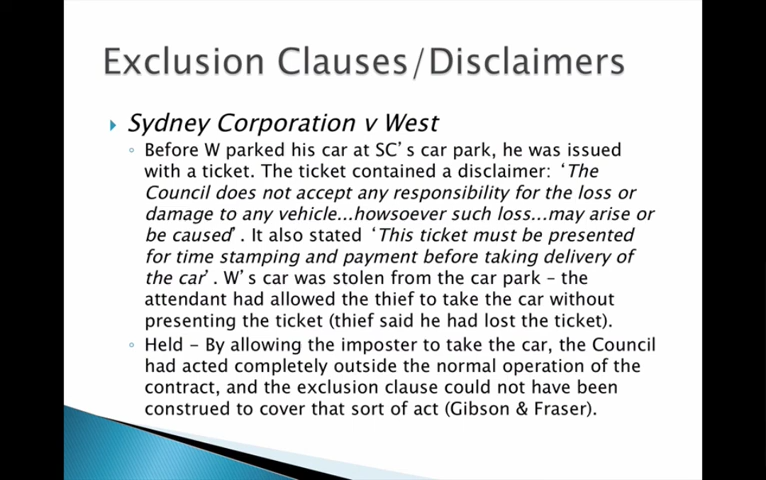 Exclusion Clauses/Disclaimers
Sydney Corporation v West
Before W parked his car at SC's car park, he was issued
with a ticket. The ticket contained a disclaimer: 'The
Council does not accept any responsibility for the loss or
damage to any vehicle...howsoever such loss...may arise or
be caused'. It also stated 'This ticket must be presented
for time stamping and payment before taking delivery of
the car'. W's car was stolen from the car park – the
attendant had allowed the thief to take the car without
presenting the ticket (thief said he had lost the ticket).
Held – By allowing the imposter to take the car, the Council
had acted completely outside the normal operation of the
contract, and the exclusion clause could not have been
construed to cover that sort of act (Gibson & Fraser).